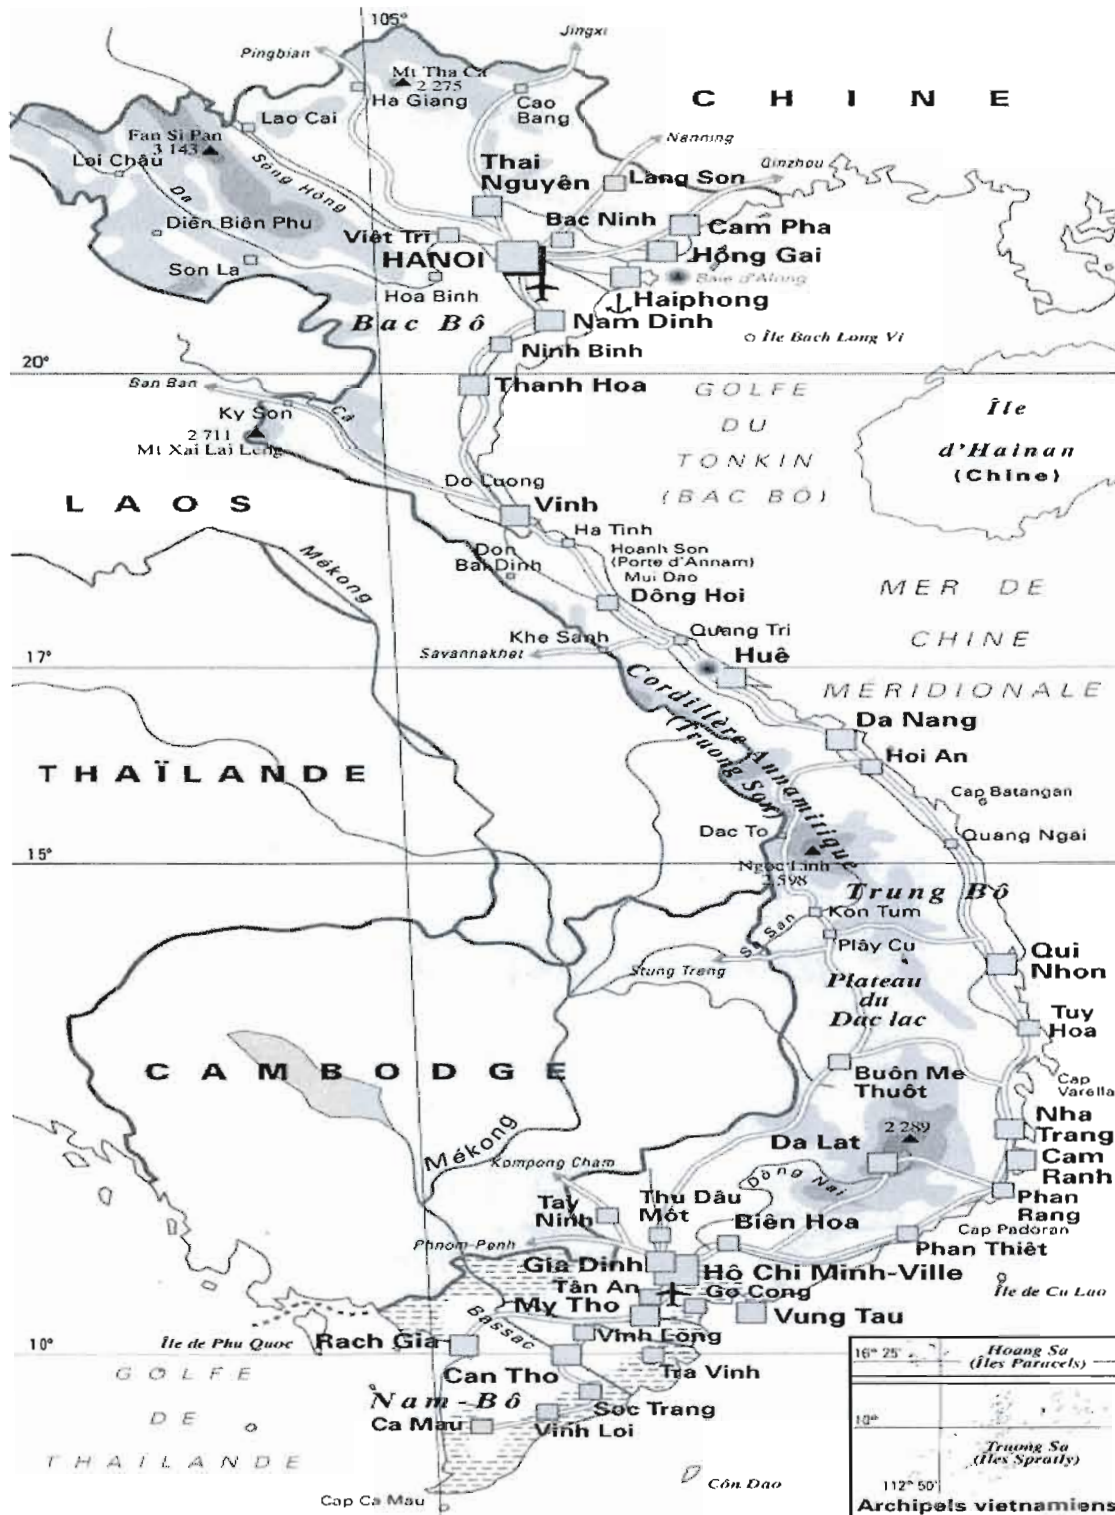 105°
Jingxi
Pingbian
Mt Tha Ca
2 275
Ha Giang
Cao
Bang
C H I N E
Lao Cai
Fan Si Pan
3 143
Nanning
Loi Châu
Qinzhou
Thai
Nguyên
Lang Son
Sông Hông
Da
Bac Ninh
Cam Pha
Diên Biên Phu
Viêt Tri
HANOI
Hông Gai
Son La
Baie d'Along
Hoa Binh
Haiphong
Bac Bô
Nam Dinh
Ninh Binh
Île Bach Long Vi
20°
Ban Ban
Thanh Hoa
GOLFE
DU
TONKIN
(BAC BÔ)
Île
d'Hainan
(Chine)
Ky Son
Cà
2 711
Mt Xai Lai Leng
Do Luong
LAOS
Vinh
Ha Tinh
Mékong
Don
Bai Dinh
Hoanh Son
(Porte d'Annam)
Mui Dao
MER DE
CHINE
MÉRIDIONALE
Dông Hoi
Quang Tri
Khe Sanh
Savannakhet
Huê
17°
Cordillère Annamitique
(Truong Son)
Da Nang
Hoi An
THAÏLANDE
Cap Batangan
Dac To
Quang Ngai
15°
Ngoc Linh
2 598
Trung Bô
Kon Tum
Se San
Plây Cu
Qui
Nhon
Stung Treng
Plateau
du
Dac lac
Tuy
Hoa
CAMBODGE
Buôn Me
Thuôt
Cap
Varella
2 289
Nha
Trang
Da Lat
Cam
Ranh
Mékong
Kompong Cham
Dông Nai
Tay
Ninh
Thu Dâu
Môt
Phan
Rang
Biên Hoa
Cap Padoran
Phnom-Penh
Phan Thiêt
Gia Dinh
Hô Chi Minh-Ville
Tân An
Go Cong
Île de Cu Lao
My Tho
Vung Tau
Bassac
Île de Phu Quoc
Rach Gia
Vinh Long
10°
Can Tho
Tra Vinh
GOLFE
DE
THAÏLANDE
Nam-Bô
Soc Trang
Ca Mau
Vinh Loi
Côn Dao
Cap Ca Mau
16° 25'
Hoang Sa
(Îles Paracels)
10°
Truong Sa
(Îles Spratly)
112° 50'
Archipels vietnamiens